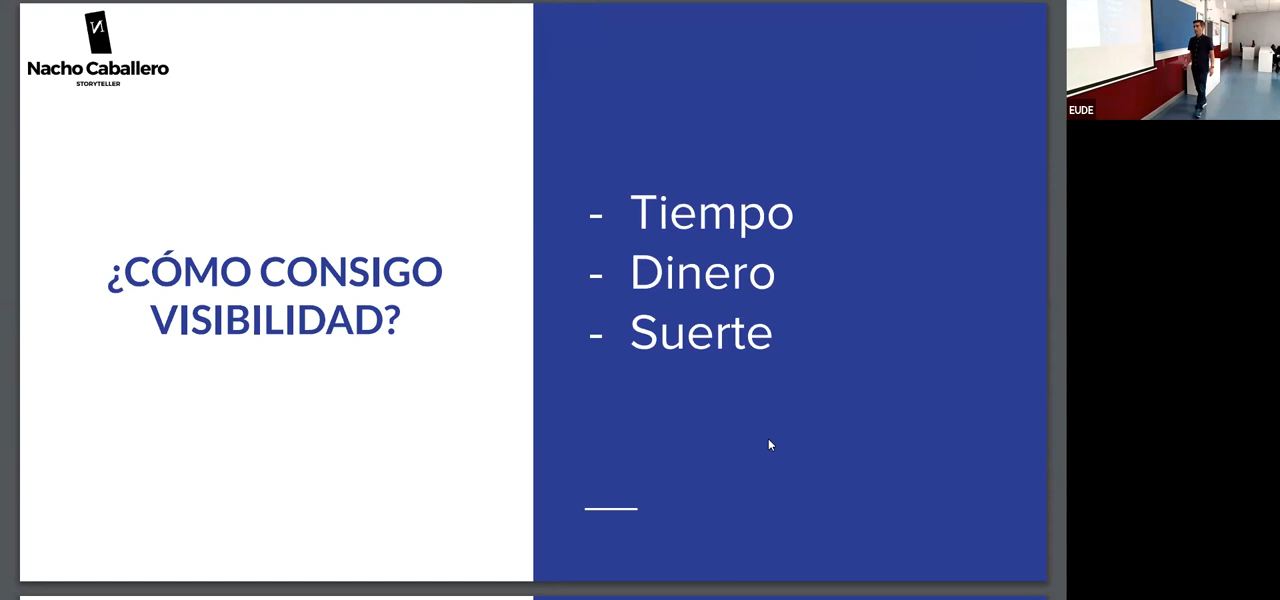 Nacho Caballero
STORYTELLER
¿CÓMO CONSIGO
VISIBILIDAD?
- Tiempo
- Dinero
- Suerte
EUDE